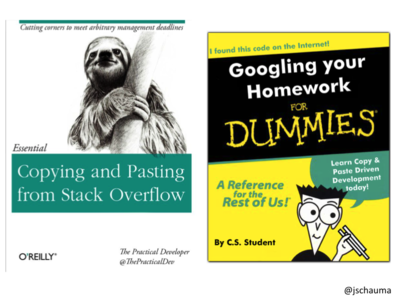 Cutting corners to meet arbitrary management deadlines
Essential
Copying and Pasting
from Stack Overflow
O'REILLY®
The Practical Developer
@ThePracticalDev
I found this code on the Internet!
Googling your
Homework
FOR
DUMMIES®
Learn Copy &
Paste Driven
Development
today!
A Reference
for the
Rest of Us!
By C.S. Student
@jschauma